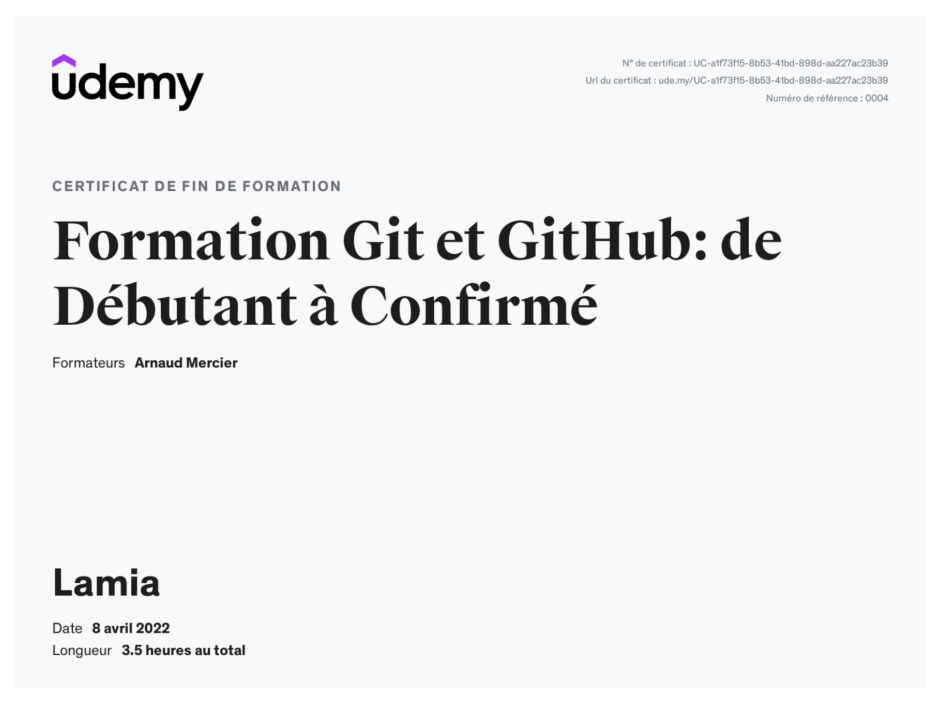 ûdemy
N° de certificat : UC-a1f73f15-8b53-41bd-898d-aa227ac23b39
Url du certificat : ude.my/UC-a1f73f15-8b53-41bd-898d-aa227ac23b39
Numéro de référence : 0004
CERTIFICAT DE FIN DE FORMATION
Formation Git et GitHub: de
Débutant à Confirmé
Formateurs Arnaud Mercier
Lamia
Date 8 avril 2022
Longueur 3.5 heures au total